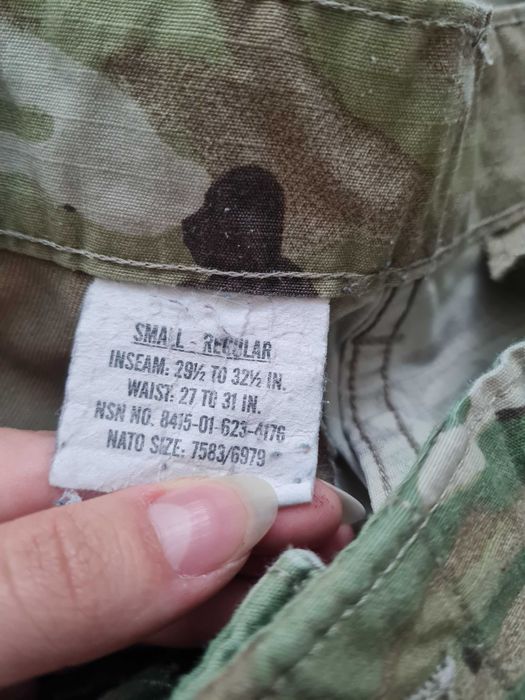 SMALL - REGULAR
INSEAM: 29½ TO 32½ IN.
WAIST: 27 TO 31 IN.
NSN NO. 8415-01-623-4176
NATO SIZE: 7583/6979